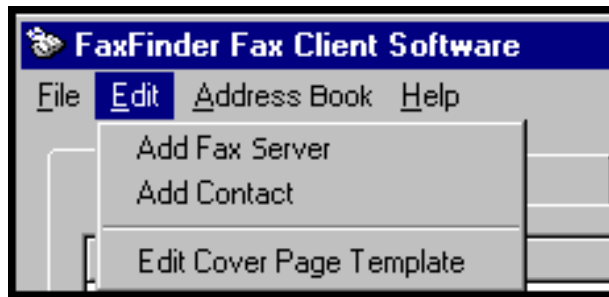 FaxFinder Fax Client Software
File Edit Address Book Help
Add Fax Server
Add Contact
Edit Cover Page Template